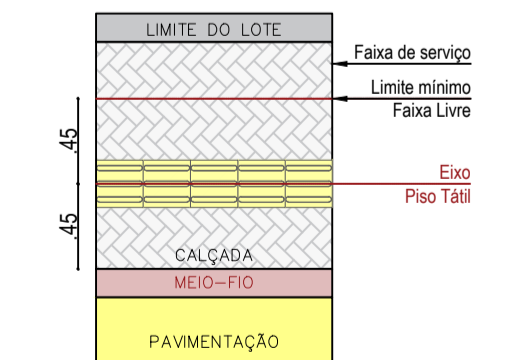 LIMITE DO LOTE
Faixa de serviço
Limite mínimo
Faixa Livre
.45
Eixo
Piso Tátil
.45
CALÇADA
MEIO-FIO
PAVIMENTAÇÃO